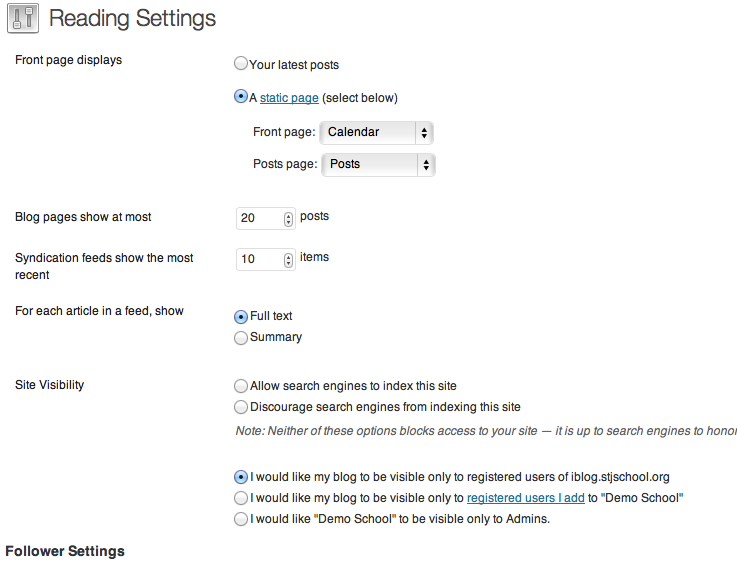 Reading Settings
Front page displays
Your latest posts
A static page (select below)
Front page: Calendar
Posts page: Posts
Blog pages show at most 20 posts
Syndication feeds show the most recent 10 items
For each article in a feed, show
Full text
Summary
Site Visibility
Allow search engines to index this site
Discourage search engines from indexing this site
Note: Neither of these options blocks access to your site — it is up to search engines to honor
I would like my blog to be visible only to registered users of iblog.stjschool.org
I would like my blog to be visible only to registered users I add to "Demo School"
I would like "Demo School" to be visible only to Admins.
Follower Settings